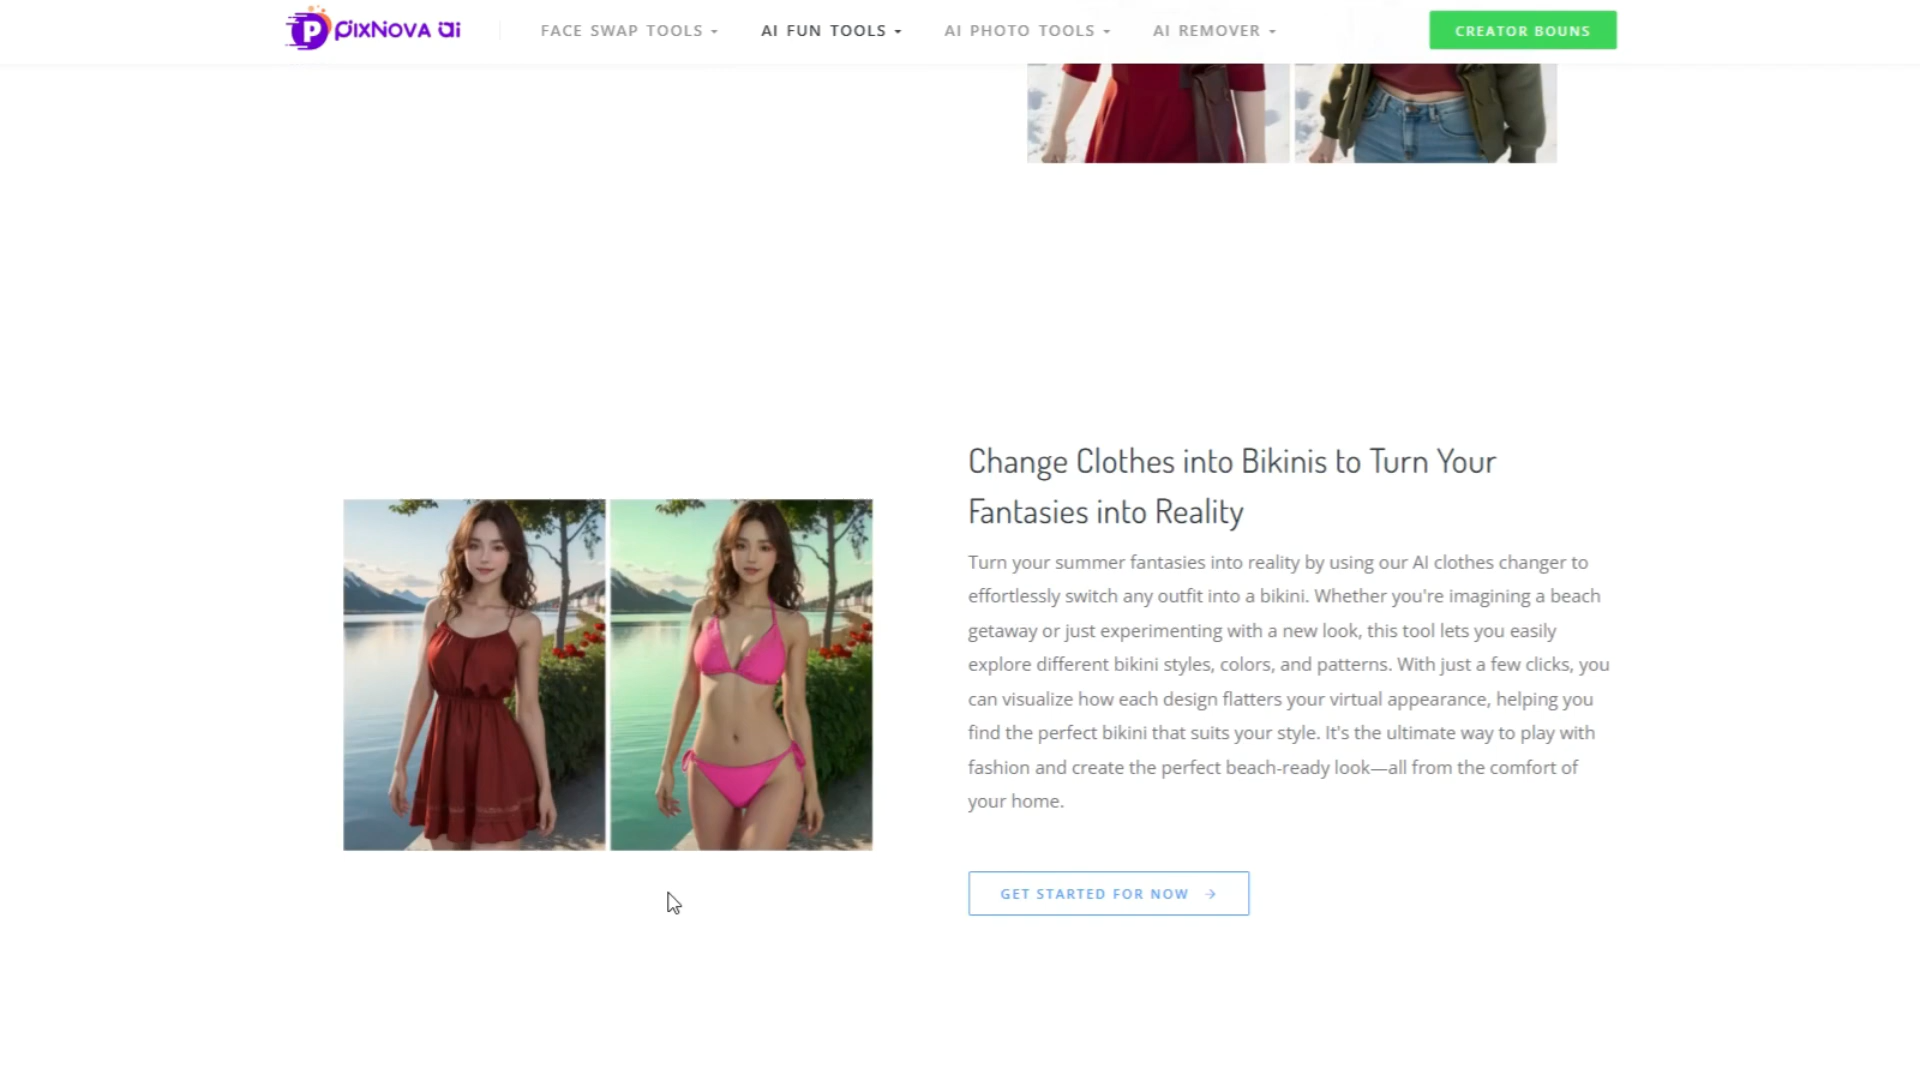 PixNova ai
FACE SWAP TOOLS
AI FUN TOOLS
AI PHOTO TOOLS
AI REMOVER
CREATOR BOUNS
Change Clothes into Bikinis to Turn Your
Fantasies into Reality
Turn your summer fantasies into reality by using our AI clothes changer to
effortlessly switch any outfit into a bikini. Whether you're imagining a beach
getaway or just experimenting with a new look, this tool lets you easily
explore different bikini styles, colors, and patterns. With just a few clicks, you
can visualize how each design flatters your virtual appearance, helping you
find the perfect bikini that suits your style. It's the ultimate way to play with
fashion and create the perfect beach-ready look—all from the comfort of
your home.
GET STARTED FOR NOW